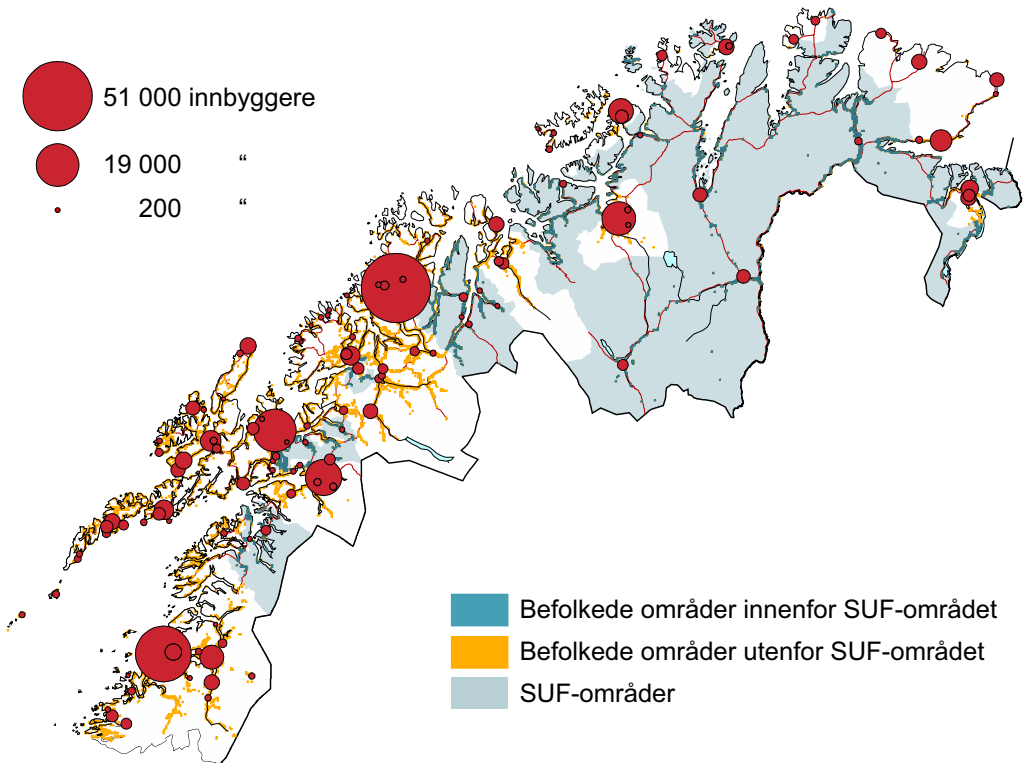 51 000 innbyggere
19 000 “
200 “
Befolkede områder innenfor SUF-området
Befolkede områder utenfor SUF-området
SUF-områder